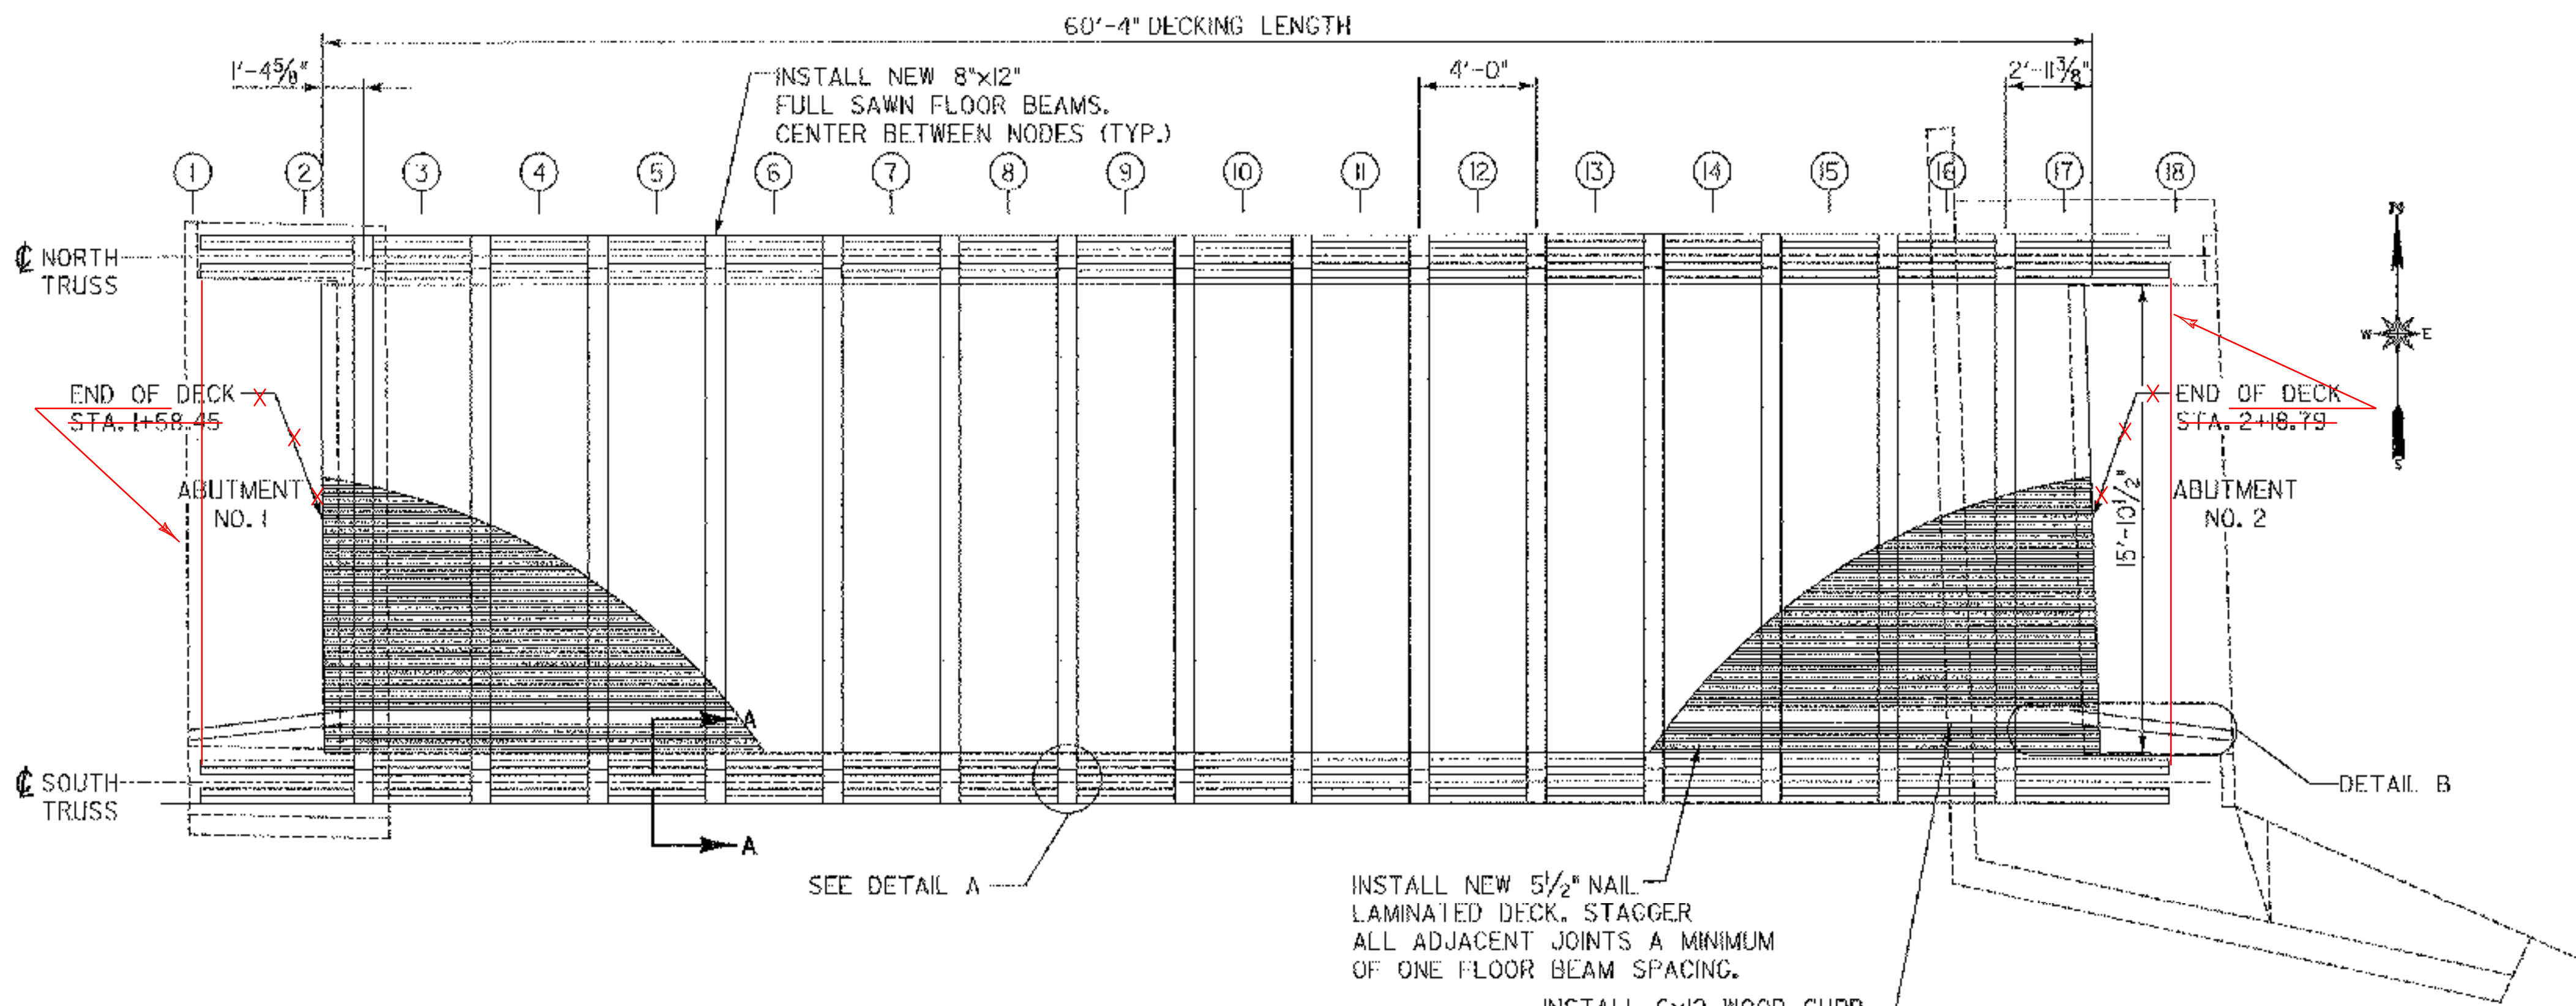 60'-4" DECKING LENGTH
1'-4⅝"
INSTALL NEW 8"x12"
FULL SAWN FLOOR BEAMS.
CENTER BETWEEN NODES (TYP.)
4'-0"
2'-11⅜"
1 2 3 4 5 6 7 8 9 10 11 12 13 14 15 16 17 18
N
W E
S
℄ NORTH
TRUSS
END OF DECK
STA. 1+58.45
END OF DECK
STA. 2+18.79
ABUTMENT
NO. 1
15'-10½"
ABUTMENT
NO. 2
A
℄ SOUTH
TRUSS
DETAIL B
A
SEE DETAIL A
INSTALL NEW 5½" NAIL
LAMINATED DECK. STAGGER
ALL ADJACENT JOINTS A MINIMUM
OF ONE FLOOR BEAM SPACING.
INSTALL 6x12 WOOD CURB